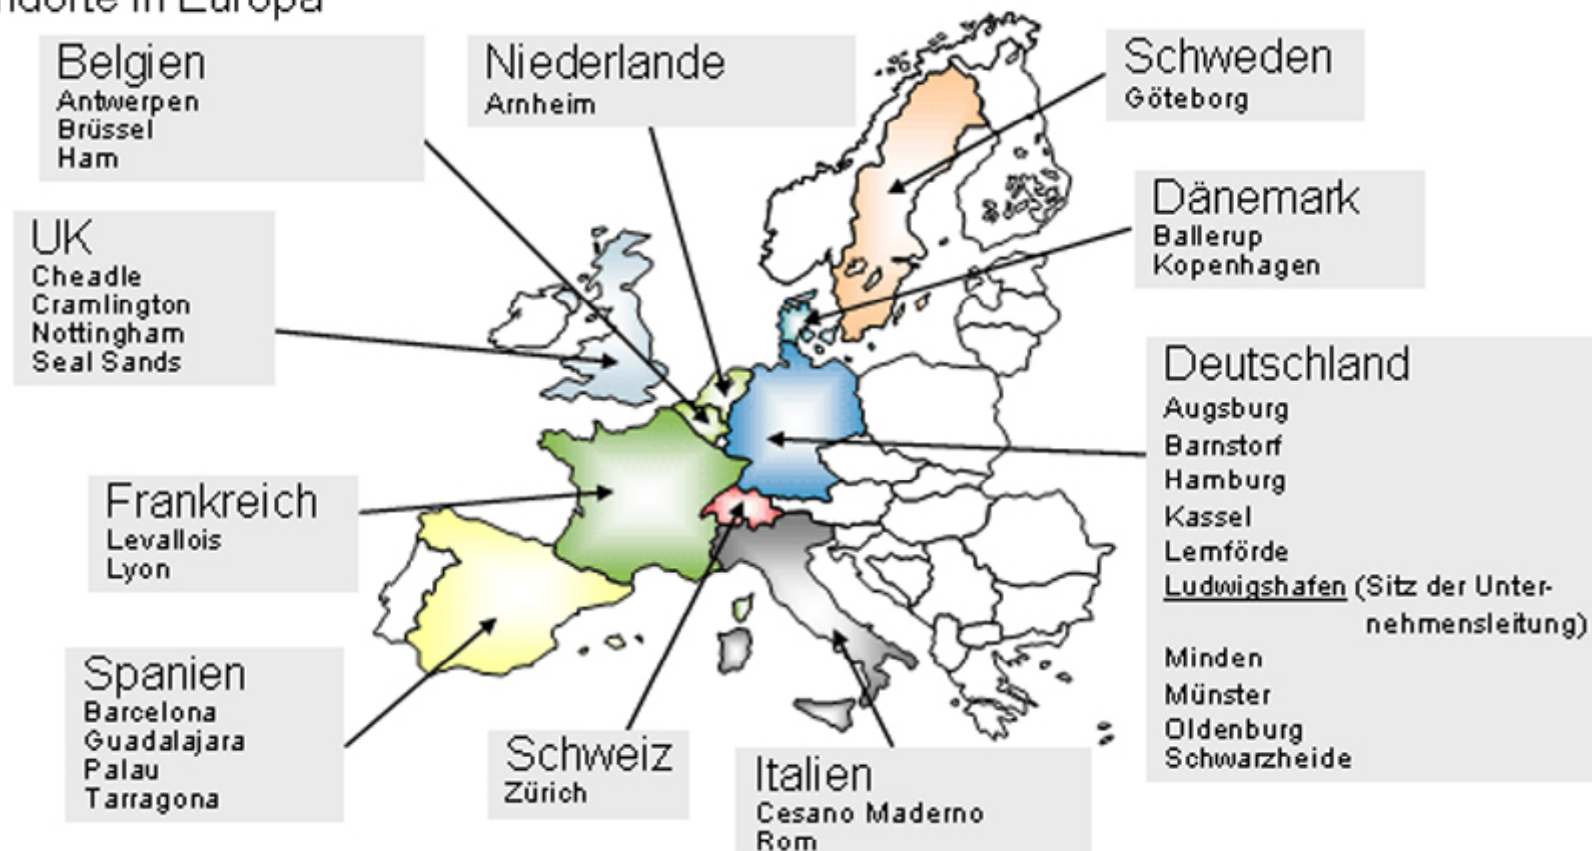 in Europa
Belgien
Antwerpen
Brüssel
Ham
Niederlande
Arnheim
Schweden
Göteborg
Dänemark
Ballerup
Kopenhagen
UK
Cheadle
Cramlington
Nottingham
Seal Sands
Deutschland
Augsburg
Barnstorf
Hamburg
Kassel
Lemförde
Ludwigshafen (Sitz der Unter-
nehmensleitung)
Minden
Münster
Oldenburg
Schwarzheide
Frankreich
Levallois
Lyon
Spanien
Barcelona
Guadalajara
Palau
Tarragona
Schweiz
Zürich
Italien
Cesano Maderno
Rom